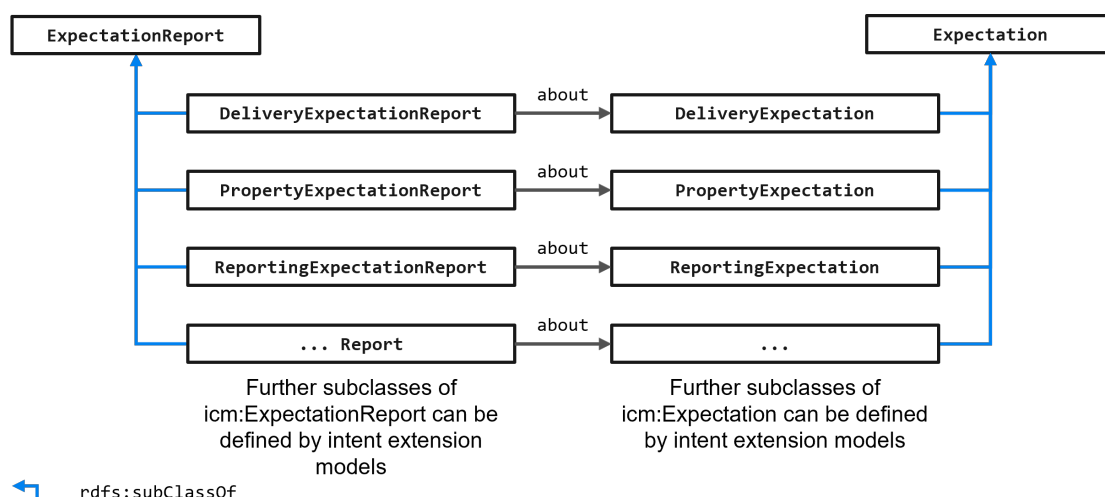 ExpectationReport
Expectation
DeliveryExpectationReport
about
DeliveryExpectation
PropertyExpectationReport
about
PropertyExpectation
ReportingExpectationReport
about
ReportingExpectation
... Report
about
...
Further subclasses of
icm:ExpectationReport can be
defined by intent extension
models
Further subclasses of
icm:Expectation can be defined
by intent extension models
rdfs:subClassOf